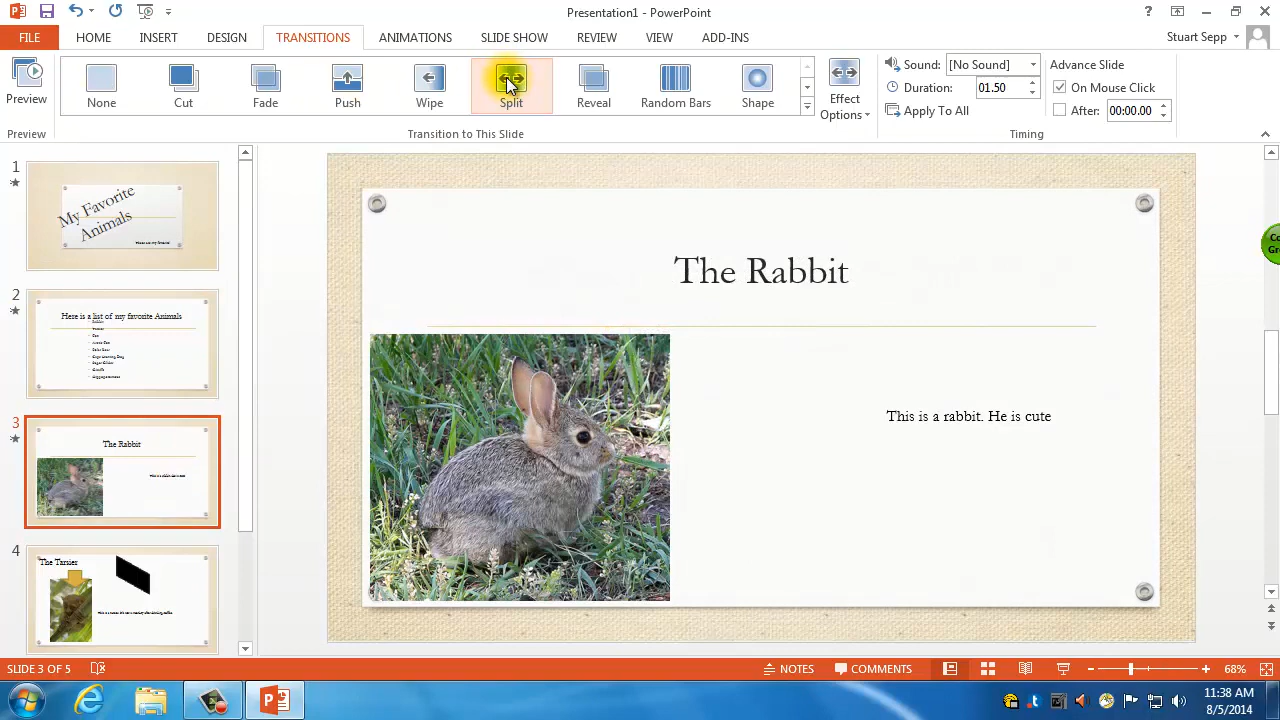 Presentation1 - PowerPoint
FILE HOME INSERT DESIGN TRANSITIONS ANIMATIONS SLIDE SHOW REVIEW VIEW ADD-INS
Stuart Sepp
Preview
None Cut Fade Push Wipe Split Reveal Random Bars Shape
Effect
Options
Sound: [No Sound]
Duration: 01.50
Apply To All
Advance Slide
On Mouse Click
After: 00:00.00
Preview
Transition to This Slide
Timing
1
My Favorite
Animals
2
Here is a list of my favorite Animals
3
The Rabbit
4
The Tarsier
The Rabbit
This is a rabbit. He is cute
Co
Gr
SLIDE 3 OF 5
NOTES COMMENTS 68%
11:38 AM
8/5/2014